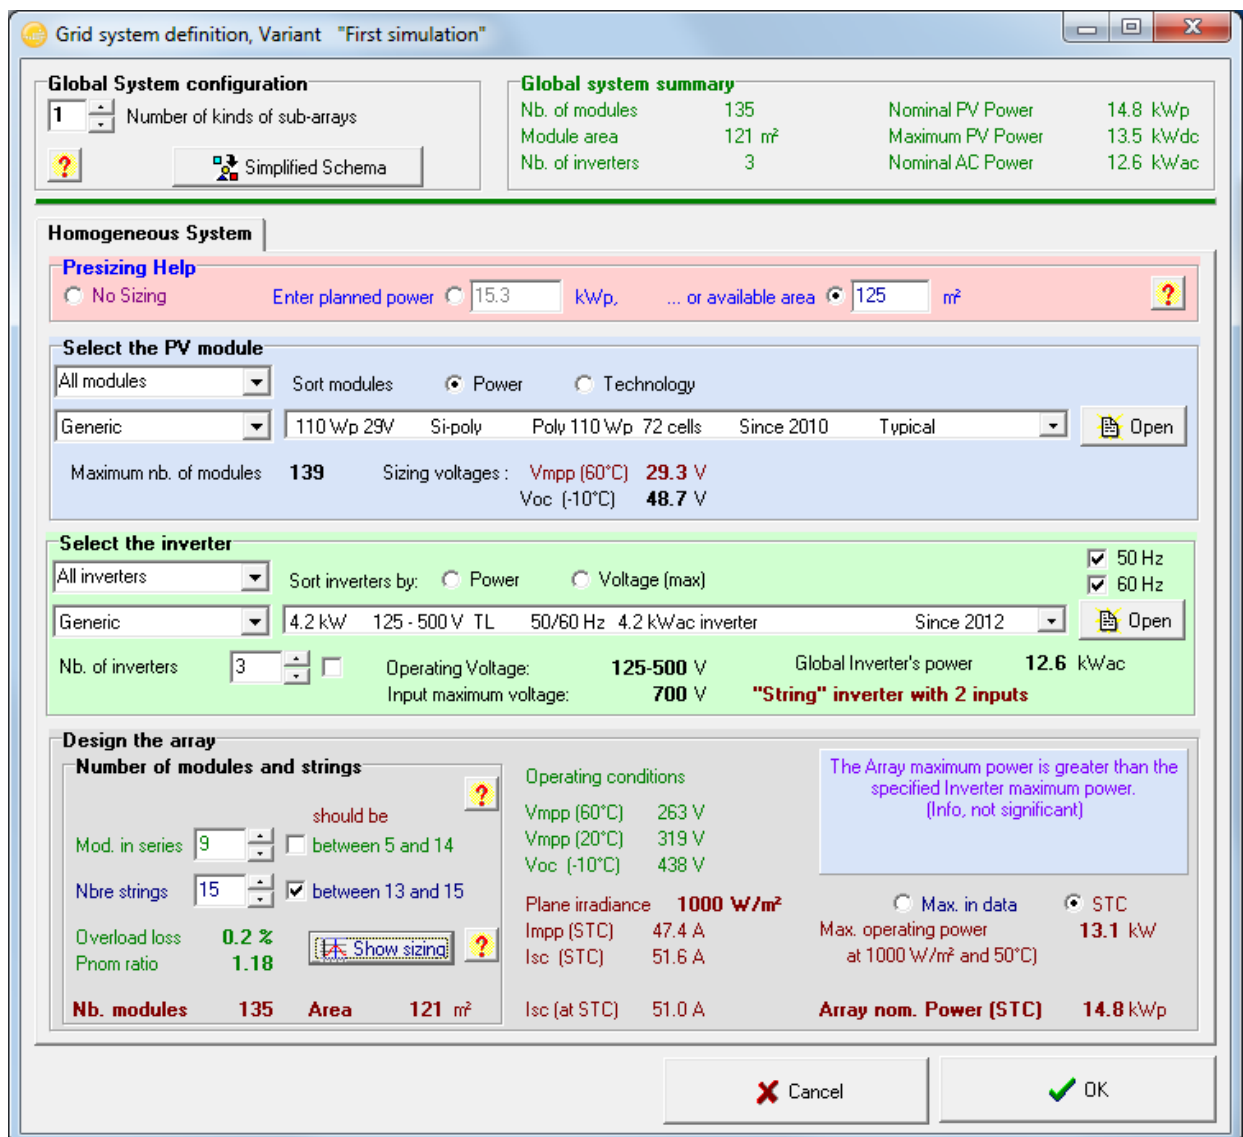 Grid system definition, Variant "First simulation"
Global System configuration
1 Number of kinds of sub-arrays
? Simplified Schema
Global system summary
Nb. of modules 135 Nominal PV Power 14.8 kWp
Module area 121 m² Maximum PV Power 13.5 kWdc
Nb. of inverters 3 Nominal AC Power 12.6 kWac
Homogeneous System
Presizing Help
No Sizing Enter planned power 15.3 kWp, ... or available area 125 m² ?
Select the PV module
All modules Sort modules Power Technology
Generic 110 Wp 29V Si-poly Poly 110 Wp 72 cells Since 2010 Typical Open
Maximum nb. of modules 139 Sizing voltages : Vmpp (60°C) 29.3 V
Voc (-10°C) 48.7 V
Select the inverter
50 Hz
All inverters Sort inverters by: Power Voltage (max) 60 Hz
Generic 4.2 kW 125 - 500 V TL 50/60 Hz 4.2 kWac inverter Since 2012 Open
Nb. of inverters 3 Operating Voltage: 125-500 V Global Inverter's power 12.6 kWac
Input maximum voltage: 700 V "String" inverter with 2 inputs
Design the array
Number of modules and strings
?
should be
Mod. in series 9 between 5 and 14
Nbre strings 15 between 13 and 15
Overload loss 0.2 %
Pnom ratio 1.18
Show sizing ?
Nb. modules 135 Area 121 m²
Operating conditions
Vmpp (60°C) 263 V
Vmpp (20°C) 319 V
Voc (-10°C) 438 V
Plane irradiance 1000 W/m²
Impp (STC) 47.4 A
Isc (STC) 51.6 A
Isc (at STC) 51.0 A
The Array maximum power is greater than the
specified Inverter maximum power.
(Info, not significant)
Max. in data STC
Max. operating power 13.1 kW
at 1000 W/m² and 50°C)
Array nom. Power (STC) 14.8 kWp
Cancel OK